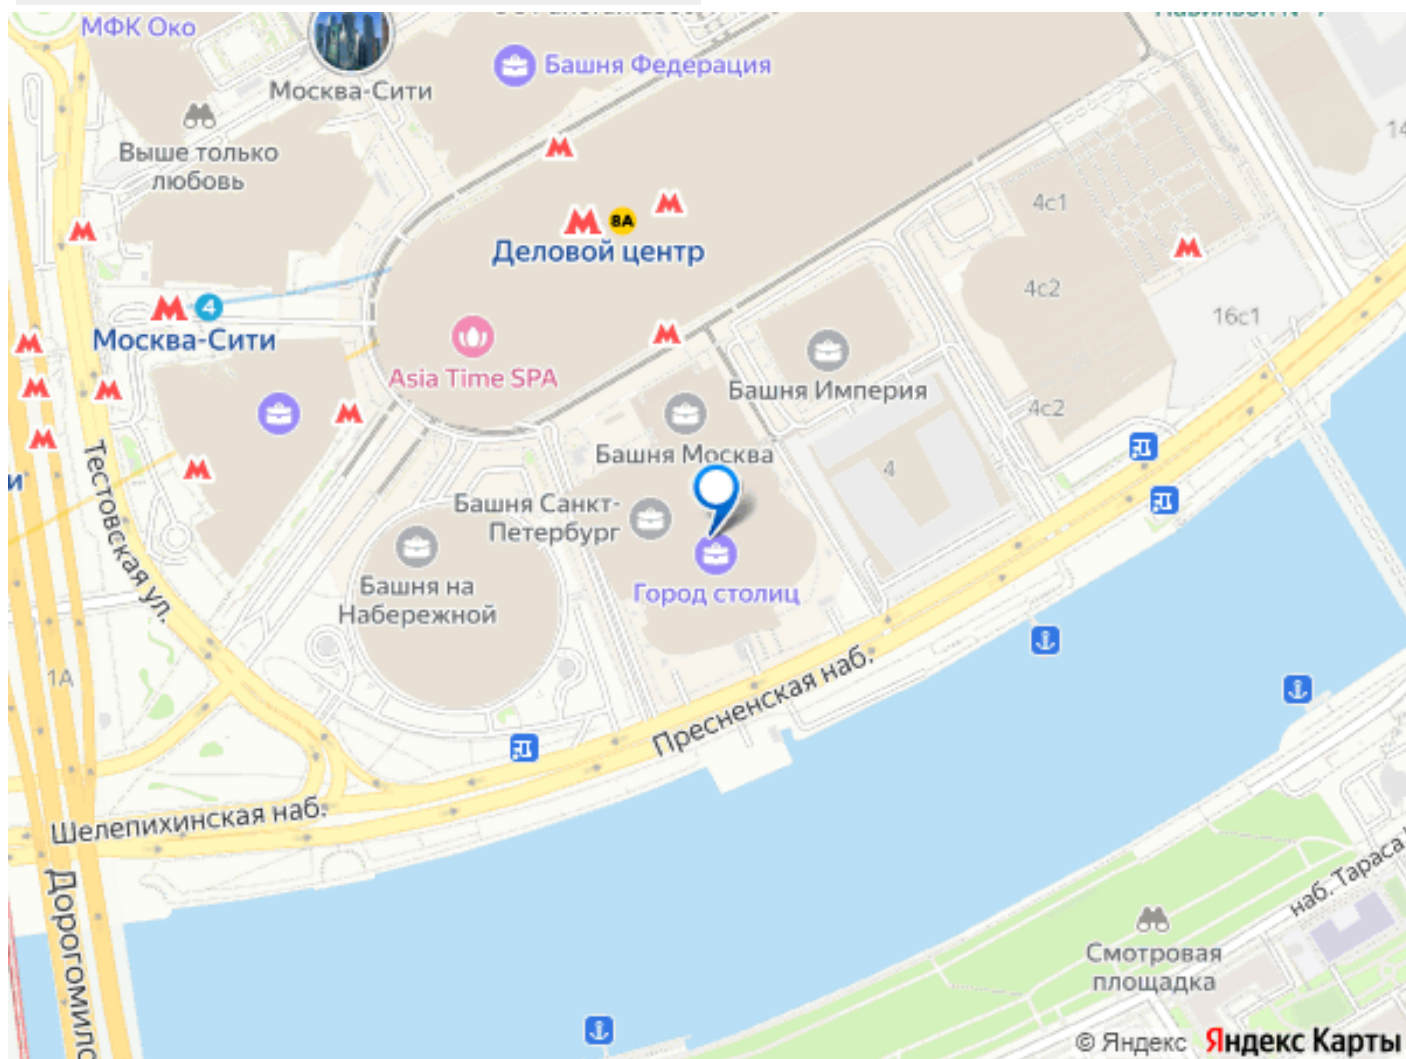 МФК Око
Башня Федерация
Москва-Сити
Выше только
любовь
14
4с1
8А
Деловой центр
4с2
4
Москва-Сити
16с1
Asia Time SPA
Башня Империя
4с2
Башня Москва
4
и
Тестовская ул.
Башня Санкт-
Петербург
Башня на
Набережной
Город столиц
1А
Пресненская наб.
Шелепихинская наб.
Дорогомило
наб. Тараса
Смотровая
площадка
© Яндекс Яндекс Карты